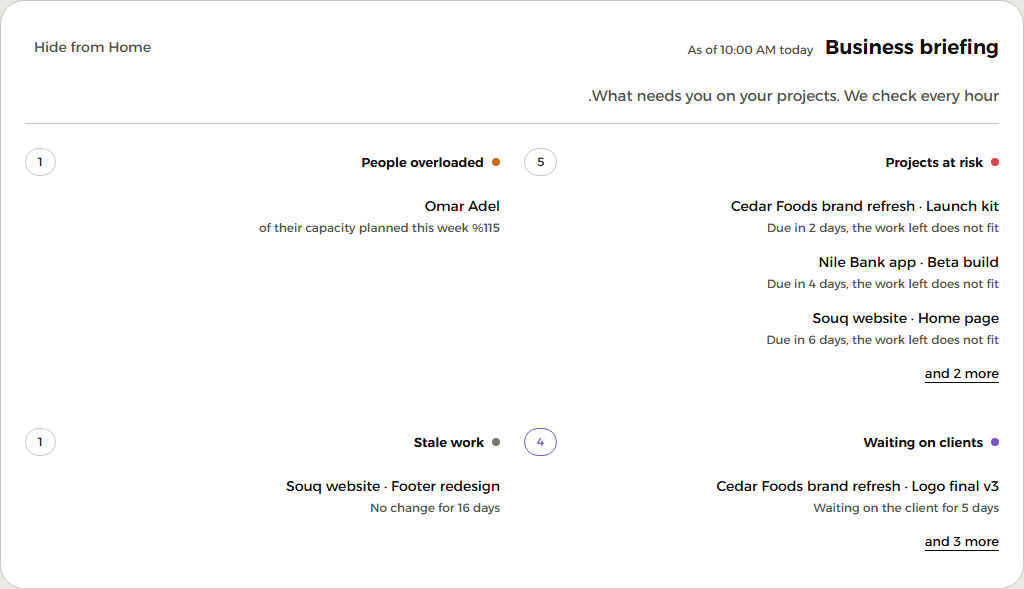 Business briefing
As of 10:00 AM today
Hide from Home
.What needs you on your projects. We check every hour
Projects at risk
5
Cedar Foods brand refresh · Launch kit
Due in 2 days, the work left does not fit
Nile Bank app · Beta build
Due in 4 days, the work left does not fit
Souq website · Home page
Due in 6 days, the work left does not fit
and 2 more
People overloaded
1
Omar Adel
of their capacity planned this week %115
Waiting on clients
4
Cedar Foods brand refresh · Logo final v3
Waiting on the client for 5 days
and 3 more
Stale work
1
Souq website · Footer redesign
No change for 16 days